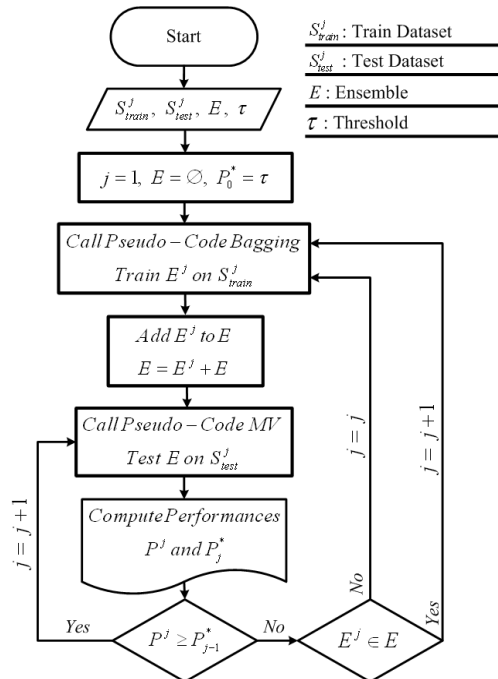 Start
S^j_train : Train Dataset
S^j_test : Test Dataset
E : Ensemble
τ : Threshold
S^j_train, S^j_test, E, τ
j = 1, E = ∅, P^*_0 = τ
Call Pseudo – Code Bagging
Train E^j on S^j_train
Add E^j to E
E = E^j + E
Call Pseudo – Code MV
Test E on S^j_test
Compute Performances
P^j and P^*_j
P^j ≥ P^*_{j-1}
Yes
No
E^j ∈ E
No
Yes
j = j + 1
j = j
j = j + 1